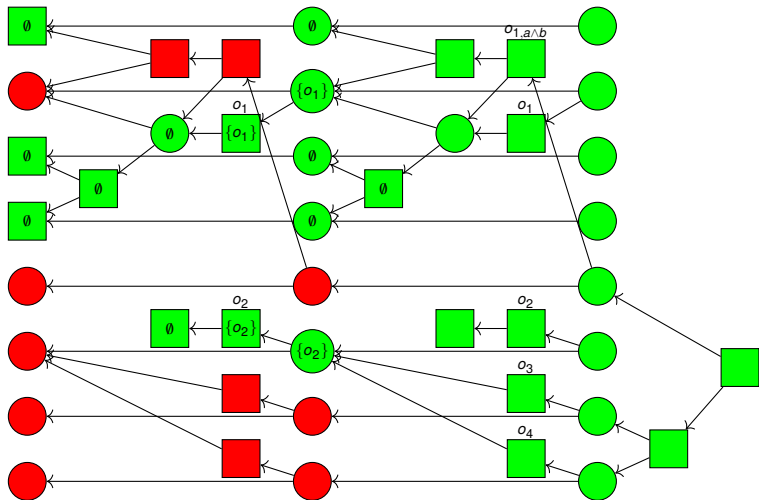 ∅ ∅
o1,a∧b
{o1}
o1 o1
∅ {o1}
∅ ∅
∅ ∅
∅ ∅
o2 o2
∅ {o2}
{o2}
o3
o4